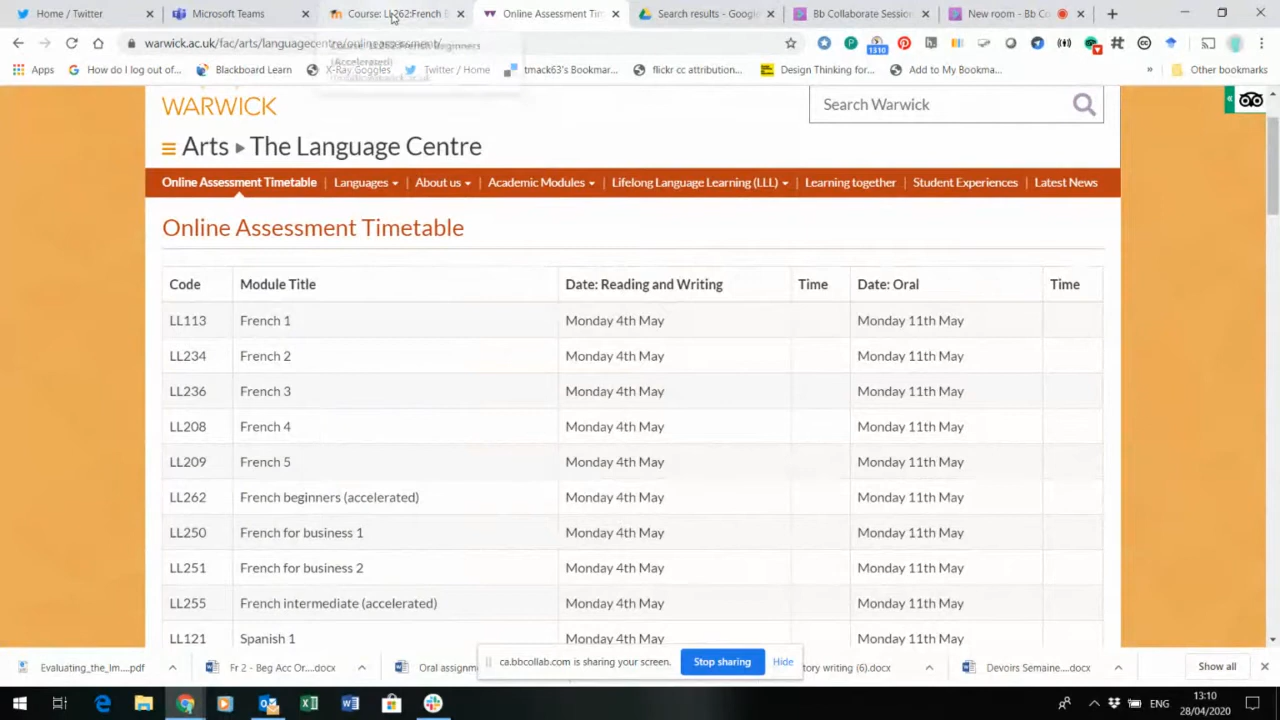 Home / Twitter
Microsoft Teams
Course: LL262:French B
Online Assessment Tim
Search results - Google
Bb Collaborate Session
New room - Bb Co
warwick.ac.uk/fac/arts/languagecentre/onlineassessment/
Course: LL262:French Beginners
(Accelerated)
1310
Apps
How do I log out of...
Blackboard Learn
X-Ray Goggles
Twitter / Home
tmack63's Bookmar...
flickr cc attribution...
Design Thinking for...
Add to My Bookma...
»
Other bookmarks
WARWICK
Search Warwick
Arts ▸ The Language Centre
Online Assessment Timetable
Languages
About us
Academic Modules
Lifelong Language Learning (LLL)
Learning together
Student Experiences
Latest News
Online Assessment Timetable
Code Module Title Date: Reading and Writing Time Date: Oral Time
LL113 French 1 Monday 4th May Monday 11th May
LL234 French 2 Monday 4th May Monday 11th May
LL236 French 3 Monday 4th May Monday 11th May
LL208 French 4 Monday 4th May Monday 11th May
LL209 French 5 Monday 4th May Monday 11th May
LL262 French beginners (accelerated) Monday 4th May Monday 11th May
LL250 French for business 1 Monday 4th May Monday 11th May
LL251 French for business 2 Monday 4th May Monday 11th May
LL255 French intermediate (accelerated) Monday 4th May Monday 11th May
LL121 Spanish 1 Monday 4th May Monday 11th May
ca.bbcollab.com is sharing your screen.
Stop sharing
Hide
Evaluating_the_Im....pdf
Fr 2 - Beg Acc Or....docx
Oral assignm
tory writing (6).docx
Devoirs Semaine....docx
Show all
ENG
13:10
28/04/2020